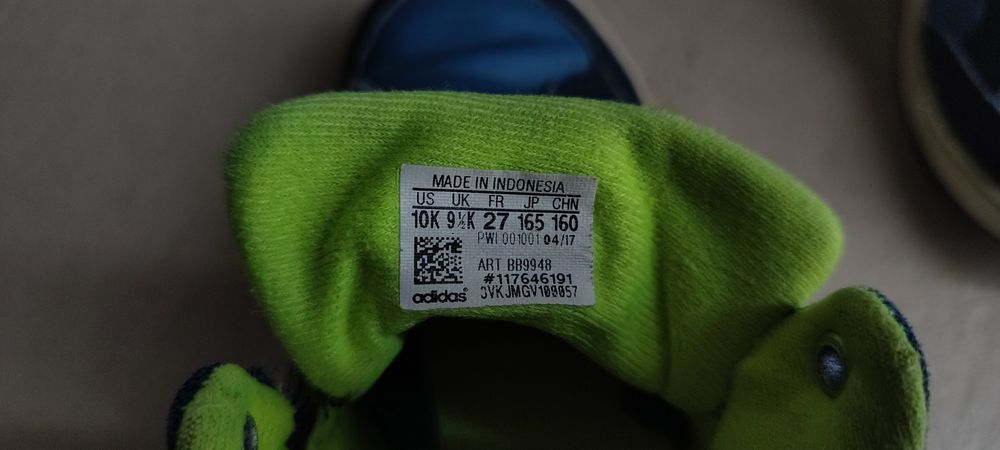 MADE IN INDONESIA
US UK FR JP CHN
10K 9½K 27 165 160
PWI 001001 04/17
ART BB9948
#117646191
adidas